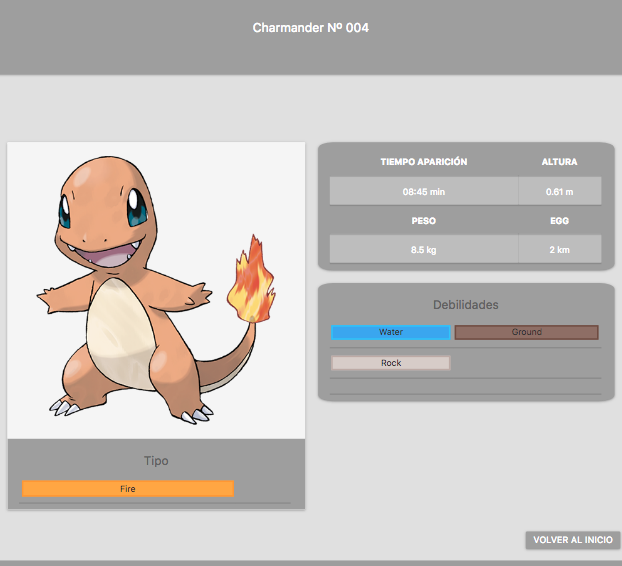 Charmander Nº 004
TIEMPO APARICIÓN ALTURA
08:45 min 0.61 m
PESO EGG
8.5 kg 2 km
Debilidades
Water Ground
Rock
Tipo
Fire
VOLVER AL INICIO